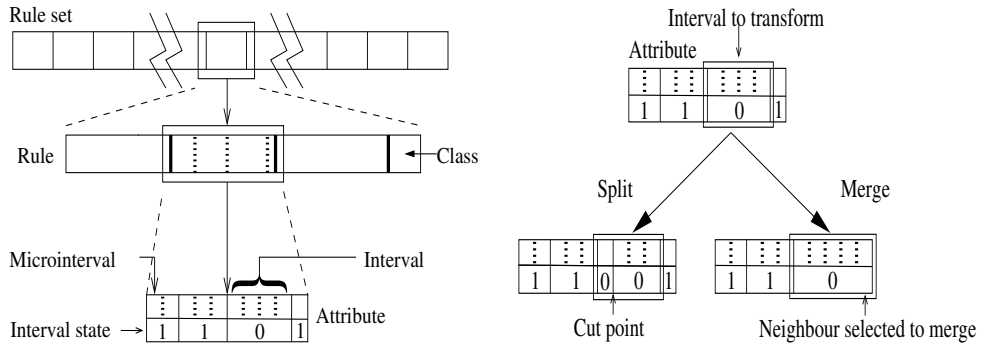 Rule set
Rule
Class
Microinterval
Interval
Attribute
1 1 0 1
Interval state
Interval to transform
Attribute
1 1 0 1
Split
Merge
1 1 0 0 1
1 1 0
Cut point
Neighbour selected to merge